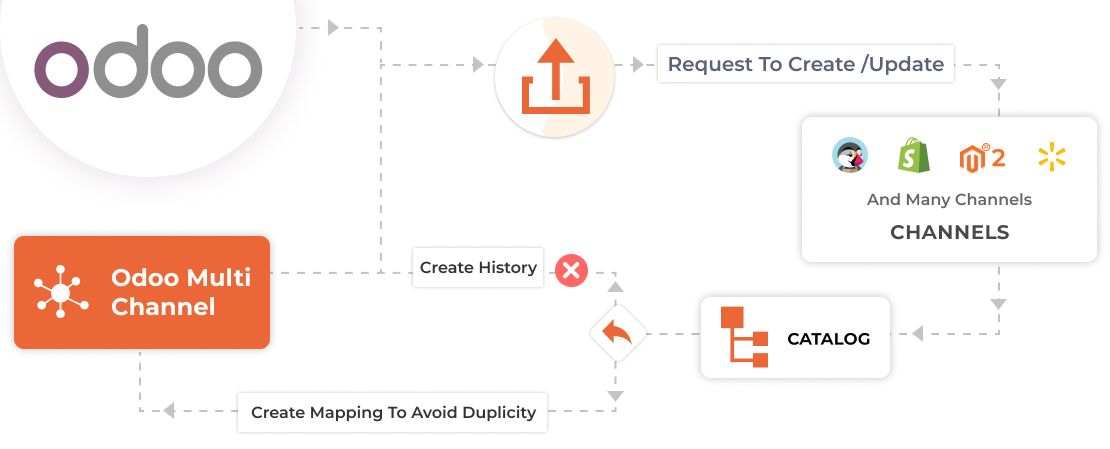 odoo
Request To Create /Update
S
® 2
And Many Channels
CHANNELS
Create History
Odoo Multi
Channel
CATALOG
Create Mapping To Avoid Duplicity